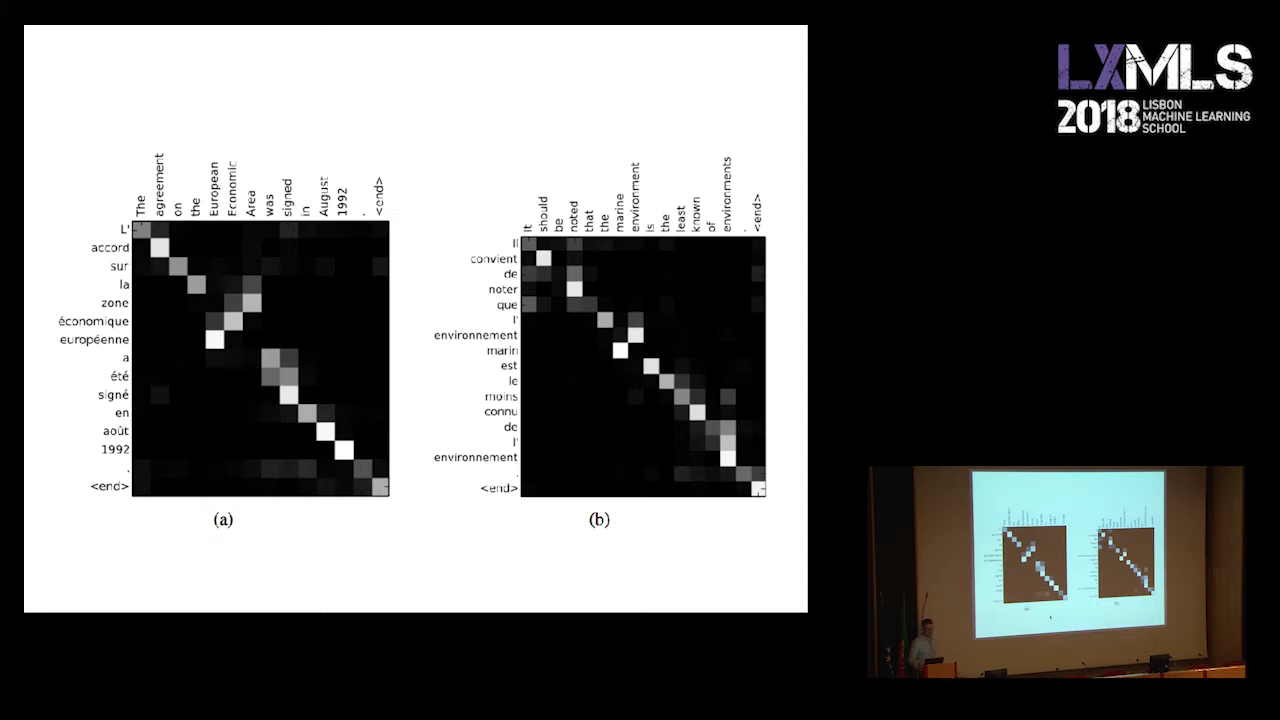 LXMLS
2018 LISBON
MACHINE LEARNING
SCHOOL
The
agreement
on
the
European
Economic
Area
was
signed
in
August
1992
.
<end>
L'
accord
sur
la
zone
économique
européenne
a
été
signé
en
août
1992
.
<end>
(a)
It
should
be
noted
that
the
marine
environment
is
the
least
known
of
environments
.
<end>
Il
convient
de
noter
que
l'
environnement
marin
est
le
moins
connu
de
l'
environnement
.
<end>
(b)